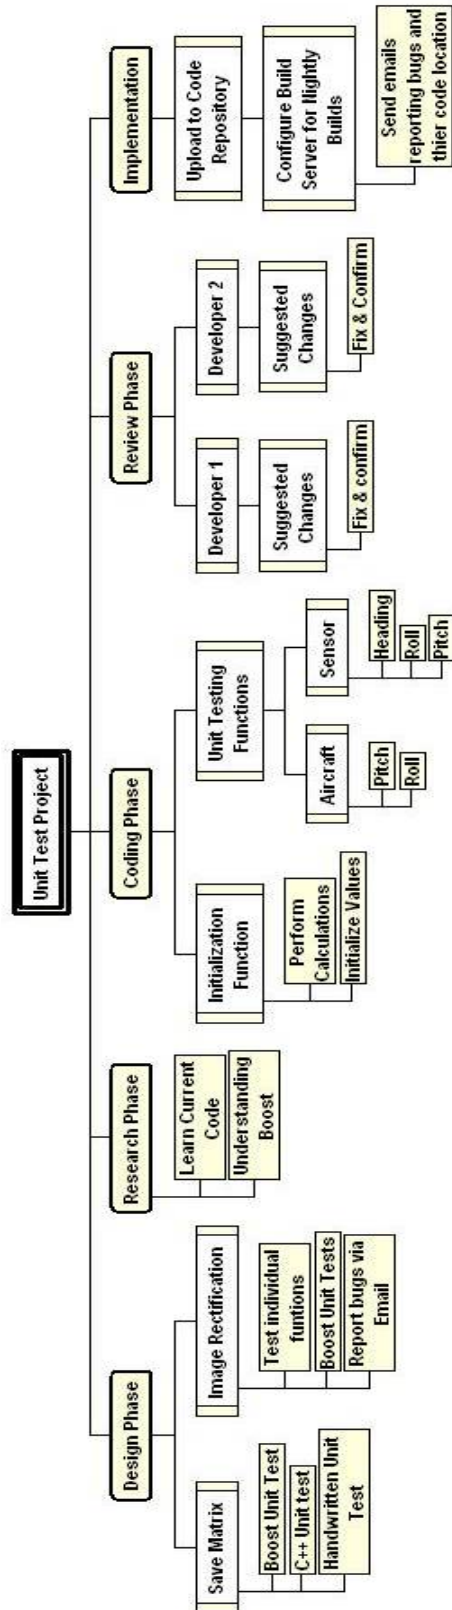 Unit Test Project
Design Phase
Save Matrix
Boost Unit Test
C++ Unit test
Handwritten Unit
Test
Image Rectification
Test individual
funtions
Boost Unit Tests
Report bugs via
Email
Research Phase
Learn Current
Code
Understanding
Boost
Coding Phase
Initialization
Function
Perform
Calculations
Initialize Values
Unit Testing
Functions
Aircraft
Pitch
Roll
Sensor
Heading
Roll
Pitch
Review Phase
Developer 1
Suggested
Changes
Fix & confirm
Developer 2
Suggested
Changes
Fix & Confirm
Implementation
Upload to Code
Repository
Configure Build
Server for Nightly
Builds
Send emails
reporting bugs and
thier code location